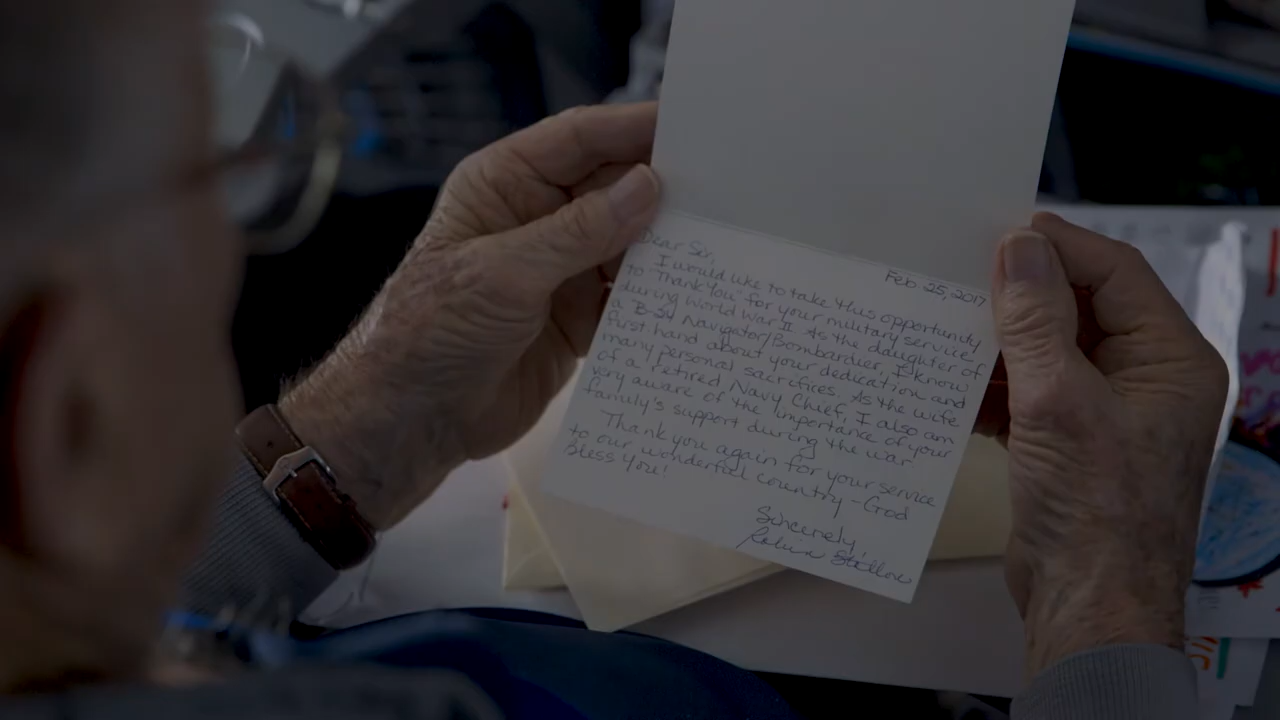 Dear Sir,
Feb. 25, 2017
I would like to take this opportunity
to "Thank You" for your military service
during World War II. As the daughter of
a B-24 Navigator/Bombardier, I know
first hand about your dedication and
many personal sacrifices. As the wife
of a retired Navy Chief, I also am
very aware of the importance of your
family's support during the war.
Thank you again for your service
to our wonderful country - God
Bless You!
Sincerely,